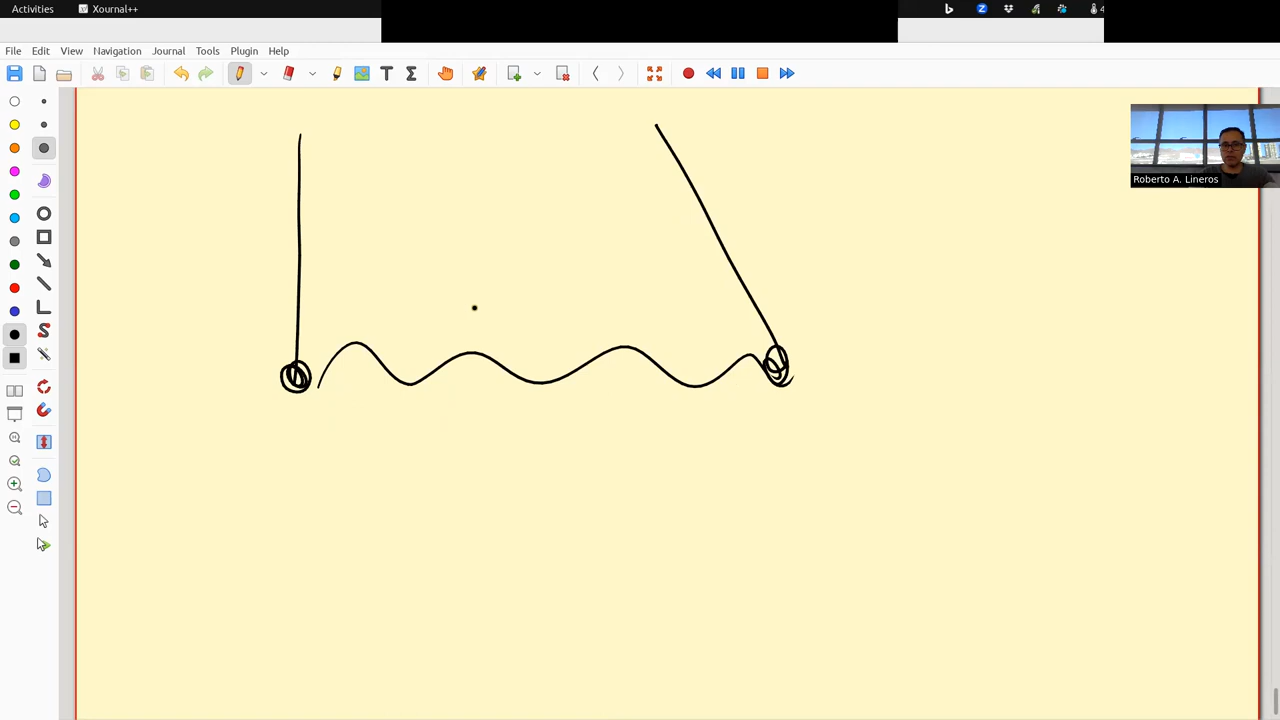 Activities
Xournal++
File Edit View Navigation Journal Tools Plugin Help
Roberto A. Lineros